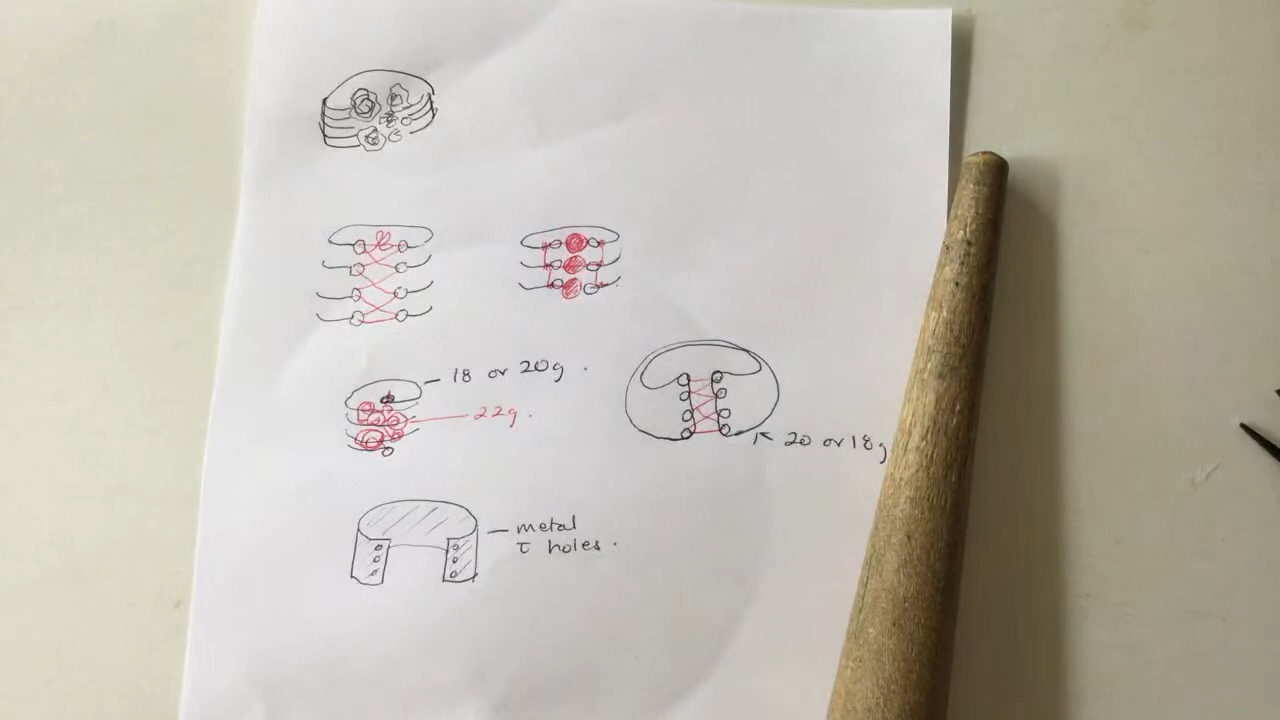 18 or 20g .
22g .
20 or 18g
metal
c̄ holes .